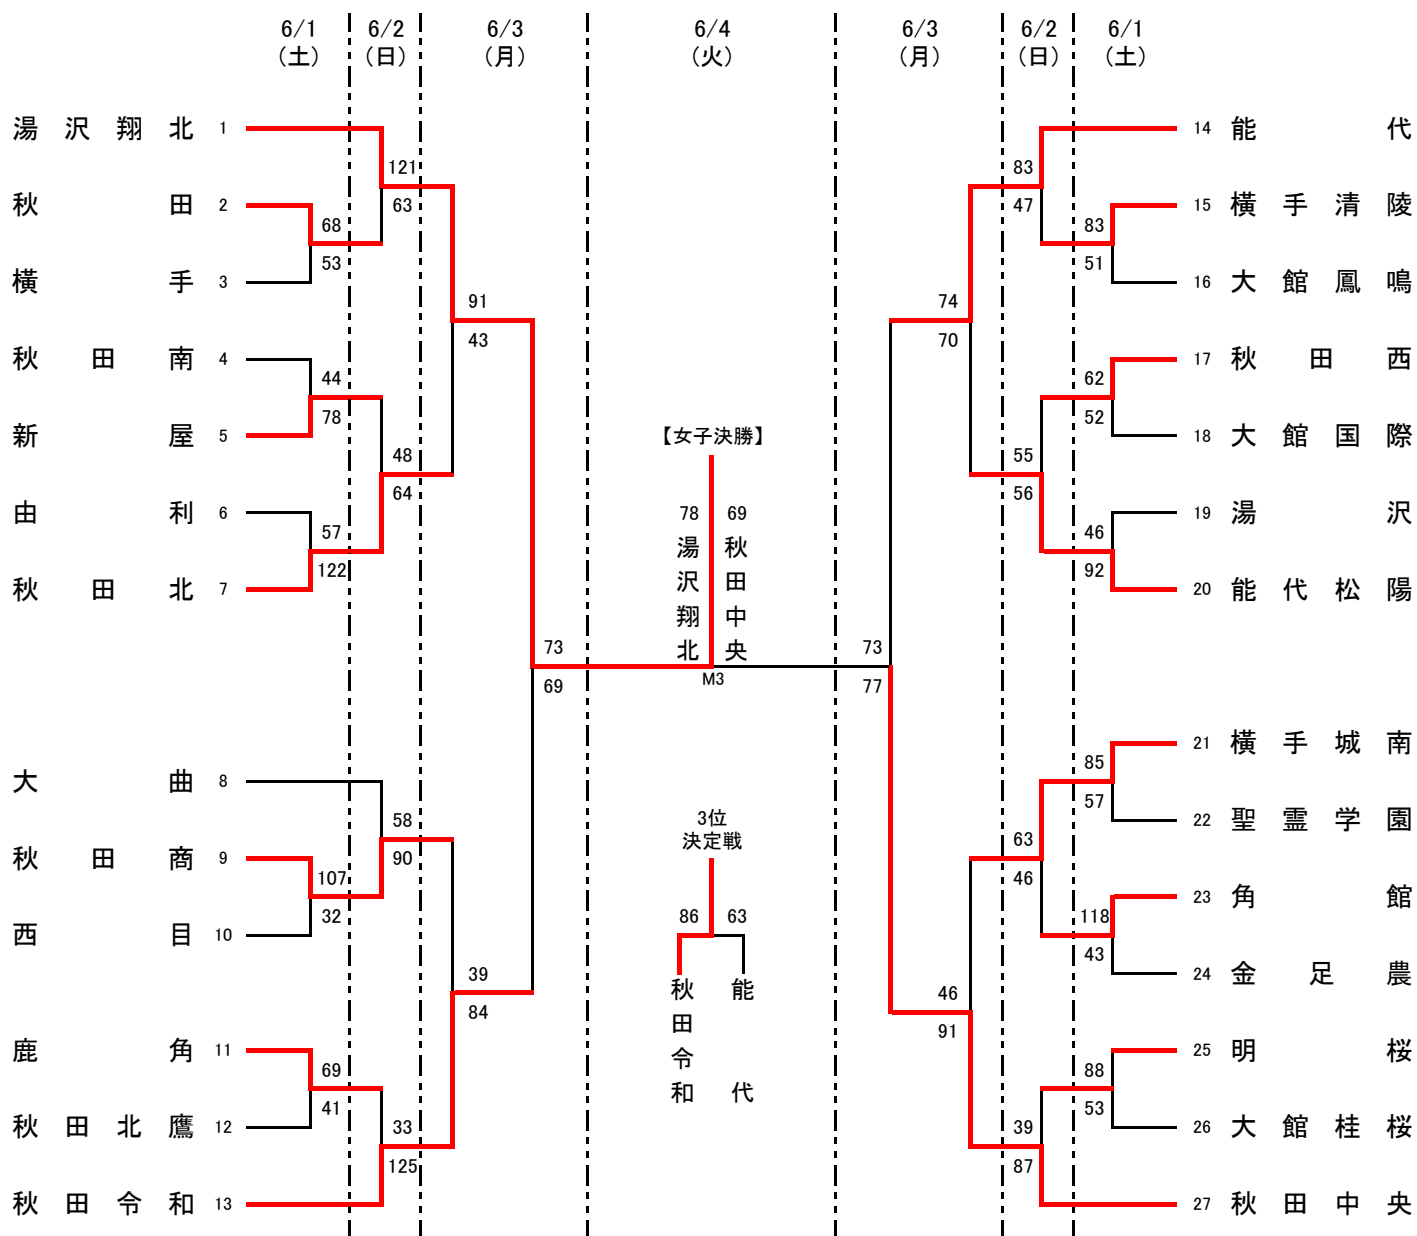 6/1 6/2 6/3 6/4 6/3 6/2 6/1
(土) (日) (月) (火) (月) (日) (土)
湯沢翔北 1
秋田 2
横手 3
秋田南 4
新屋 5
由利 6
秋田北 7
大曲 8
秋田商 9
西目 10
鹿角 11
秋田北鷹 12
秋田令和 13
68
53
44
78
57
122
107
32
69
41
121
63
48
64
58
90
33
125
91
43
39
84
73
69
【女子決勝】
78 69
湯沢翔北
秋田中央
M3
3位
決定戦
86 63
秋田令和
能代
73
77
74
70
46
91
83
47
55
56
63
46
39
87
83
51
62
52
46
92
85
57
118
43
88
53
14 能代
15 横手清陵
16 大館鳳鳴
17 秋田西
18 大館国際
19 湯沢
20 能代松陽
21 横手城南
22 聖霊学園
23 角館
24 金足農
25 明桜
26 大館桂桜
27 秋田中央